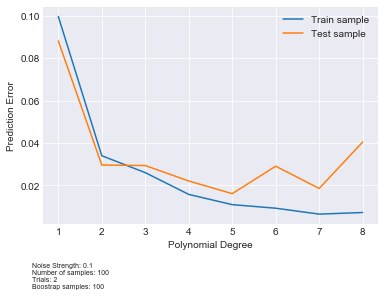 0.10
0.08
0.06
0.04
0.02
Prediction Error
Train sample
Test sample
1 2 3 4 5 6 7 8
Polynomial Degree
Noise Strength: 0.1
Number of samples: 100
Trials: 2
Boostrap samples: 100